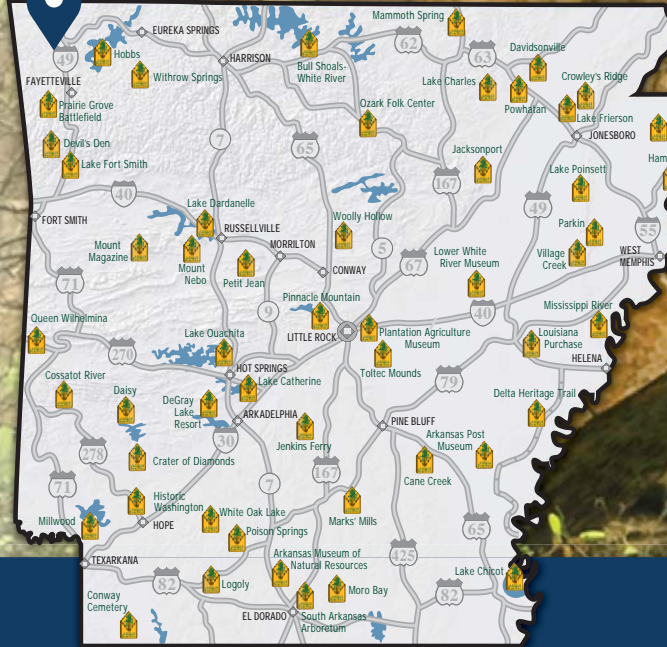 Mammoth Spring
EUREKA SPRINGS
62
63
Davidsonville
49
Hobbs
HARRISON
Bull Shoals-
White River
Withrow Springs
Lake Charles
Crowley's Ridge
FAYETTEVILLE
Prairie Grove
Battlefield
Ozark Folk Center
Powhatan
Lake Frierson
JONESBORO
7
65
Devil's Den
Lake Fort Smith
Jacksonport
Ham
Lake Poinsett
167
40
49
Lake Dardanelle
FORT SMITH
RUSSELLVILLE
Woolly Hollow
Parkin
55
MORRILTON
5
Mount
Magazine
Mount
Nebo
Petit Jean
CONWAY
67
Lower White
River Museum
Village
Creek
WEST
MEMPHIS
71
Pinnacle Mountain
9
40
Mississippi River
Queen Wilhelmina
LITTLE ROCK
Plantation Agriculture
Museum
Louisiana
Purchase
Lake Ouachita
270
HOT SPRINGS
Toltec Mounds
HELENA
Cossatot River
Daisy
Lake Catherine
79
DeGray
Lake
Resort
Delta Heritage Trail
ARKADELPHIA
PINE BLUFF
30
Jenkins Ferry
Arkansas Post
Museum
278
Crater of Diamonds
Cane Creek
71
7
167
Historic
Washington
White Oak Lake
Marks' Mills
Millwood
HOPE
Poison Springs
65
TEXARKANA
Arkansas Museum of
Natural Resources
425
82
Logoly
Moro Bay
Lake Chicot
82
Conway
Cemetery
EL DORADO
South Arkansas
Arboretum